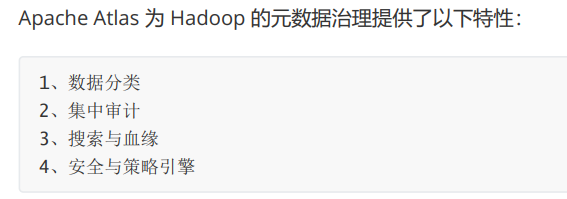 Apache Atlas 为 Hadoop 的元数据治理提供了以下特性：
1、数据分类
2、集中审计
3、搜索与血缘
4、安全与策略引擎